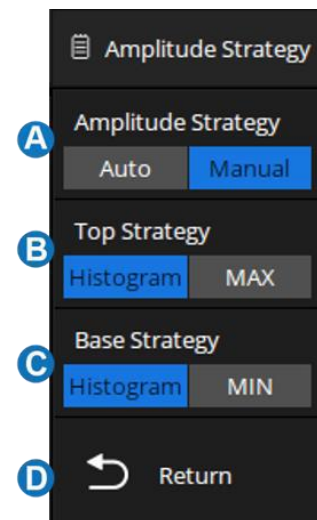 Amplitude Strategy
A
Amplitude Strategy
Auto Manual
B
Top Strategy
Histogram MAX
C
Base Strategy
Histogram MIN
D
Return